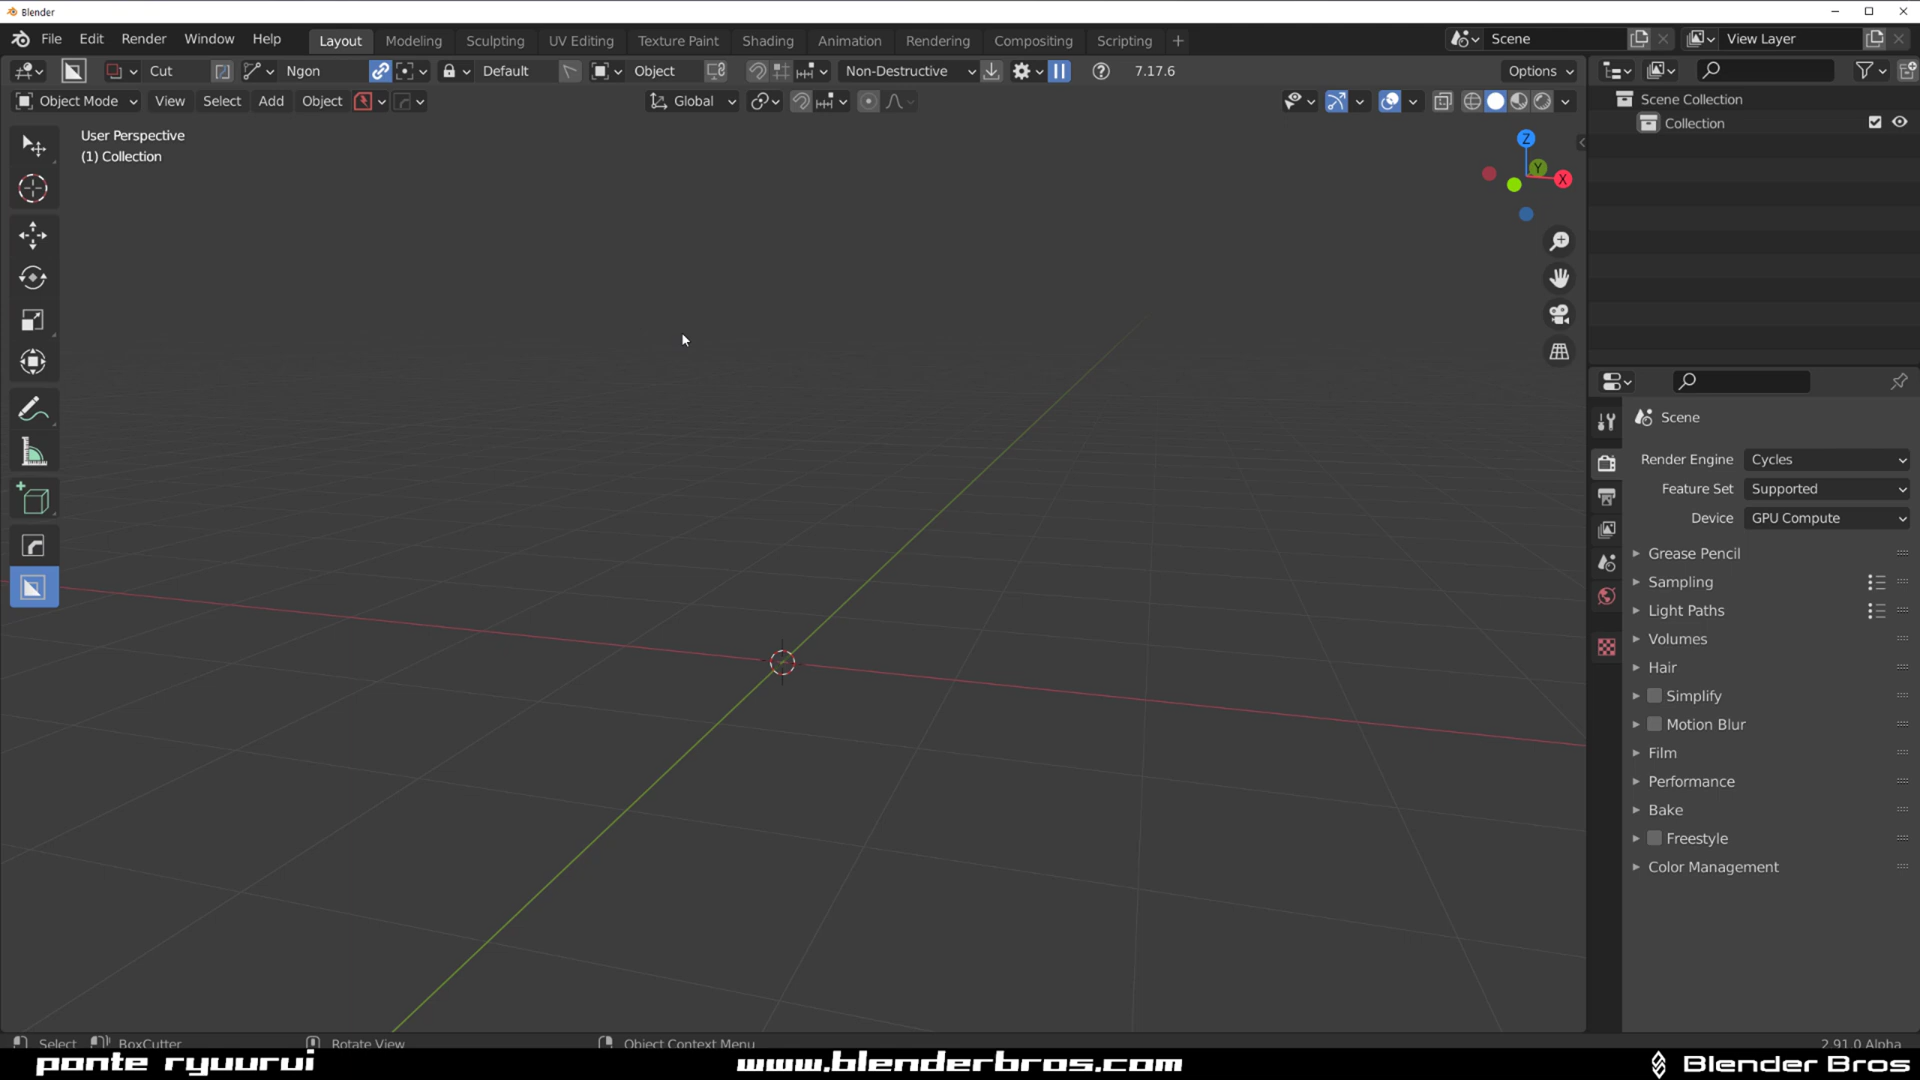 Blender
File Edit Render Window Help Layout Modeling Sculpting UV Editing Texture Paint Shading Animation Rendering Compositing Scripting + Scene View Layer
Cut Ngon Default Object Non-Destructive 7.17.6 Options
Object Mode View Select Add Object Global
User Perspective
(1) Collection
Z
Y
X
Scene Collection
Collection
Scene
Render Engine Cycles
Feature Set Supported
Device GPU Compute
Grease Pencil
Sampling
Light Paths
Volumes
Hair
Simplify
Motion Blur
Film
Performance
Bake
Freestyle
Color Management
Select BoxCutter Rotate View Object Context Menu 2.91.0 Alpha
ponte ryuurui www.blenderbros.com Blender Bros